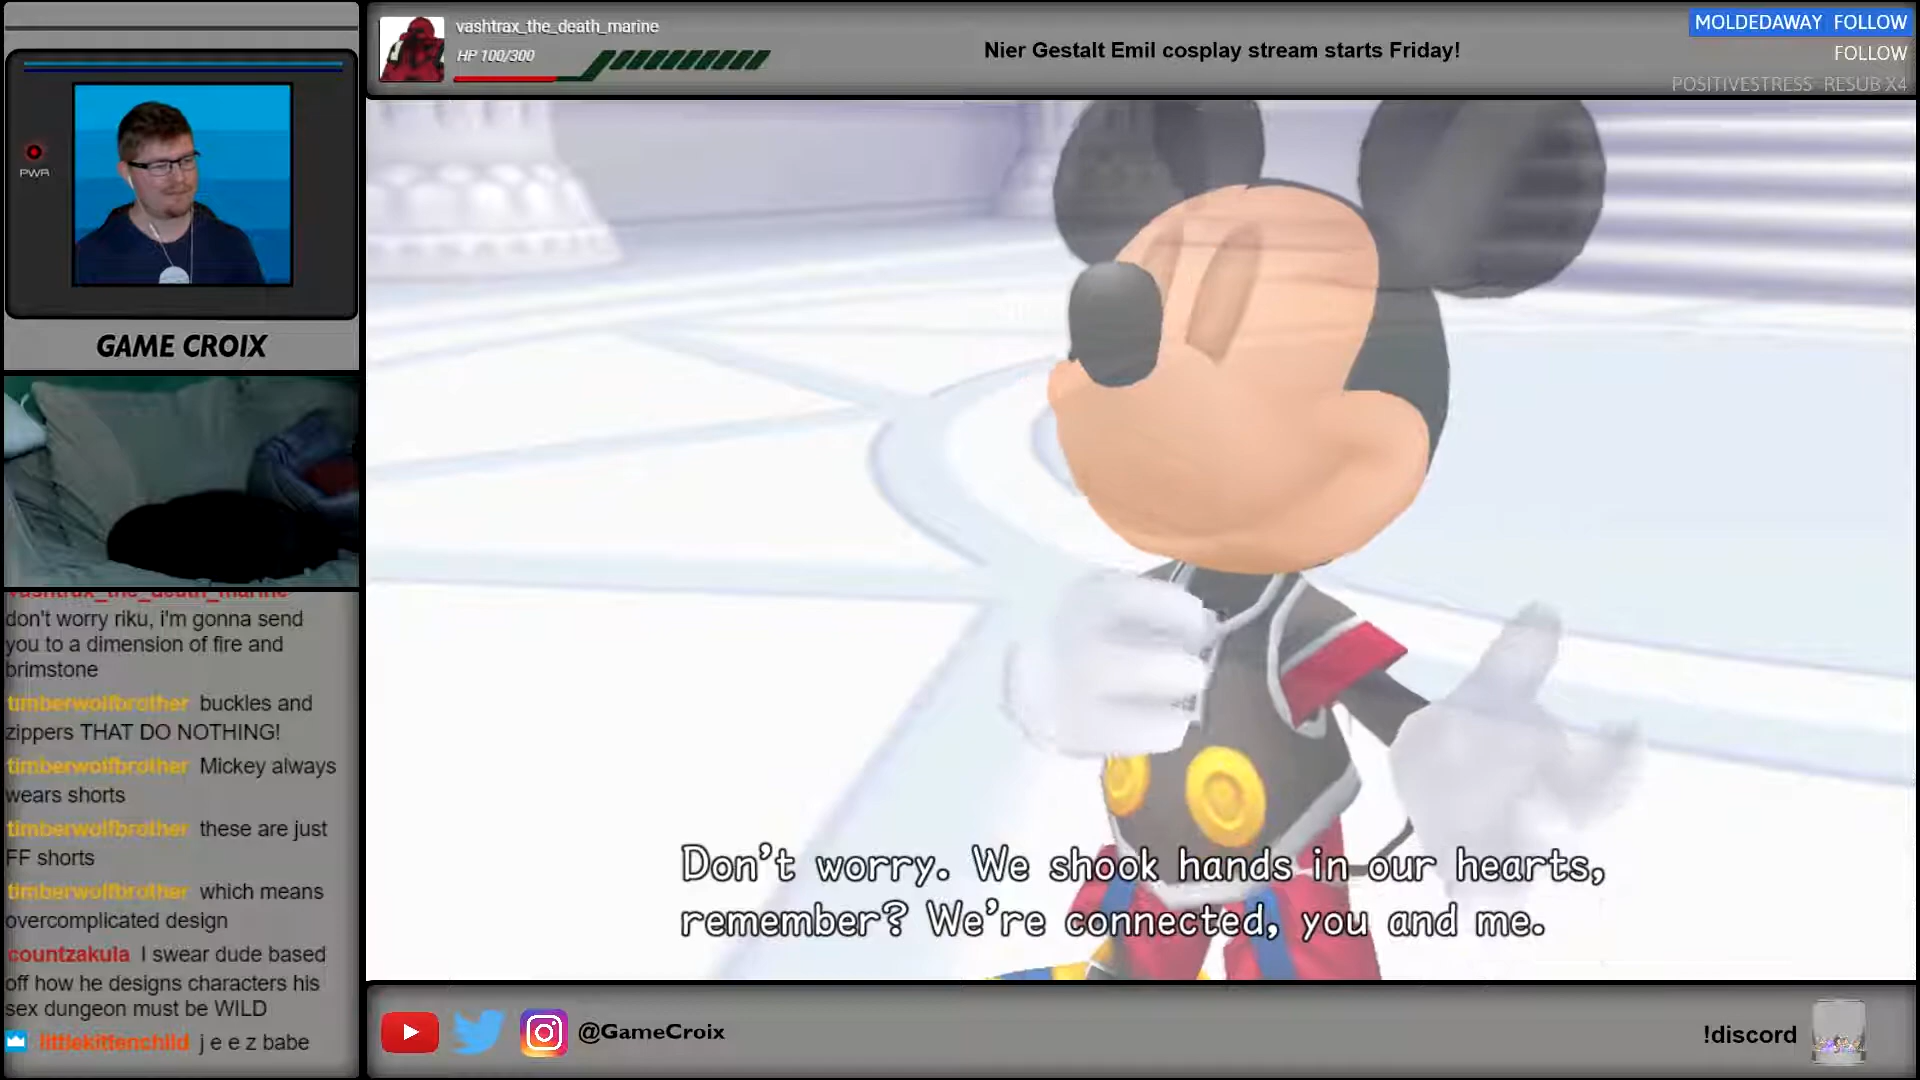 vashtrax_the_death_marine
HP 100/300
Nier Gestalt Emil cosplay stream starts Friday!
MOLDEDAWAY FOLLOW
FOLLOW
POSITIVESTRESS RESUB X4
PWR
GAME CROIX
vashtrax_the_death_marine
don't worry riku, i'm gonna send
you to a dimension of fire and
brimstone
timberwolfbrother buckles and
zippers THAT DO NOTHING!
timberwolfbrother Mickey always
wears shorts
timberwolfbrother these are just
FF shorts
timberwolfbrother which means
overcomplicated design
countzakula I swear dude based
off how he designs characters his
sex dungeon must be WILD
littlekittenchild j e e z babe
Don't worry. We shook hands in our hearts,
remember? We're connected, you and me.
@GameCroix
!discord